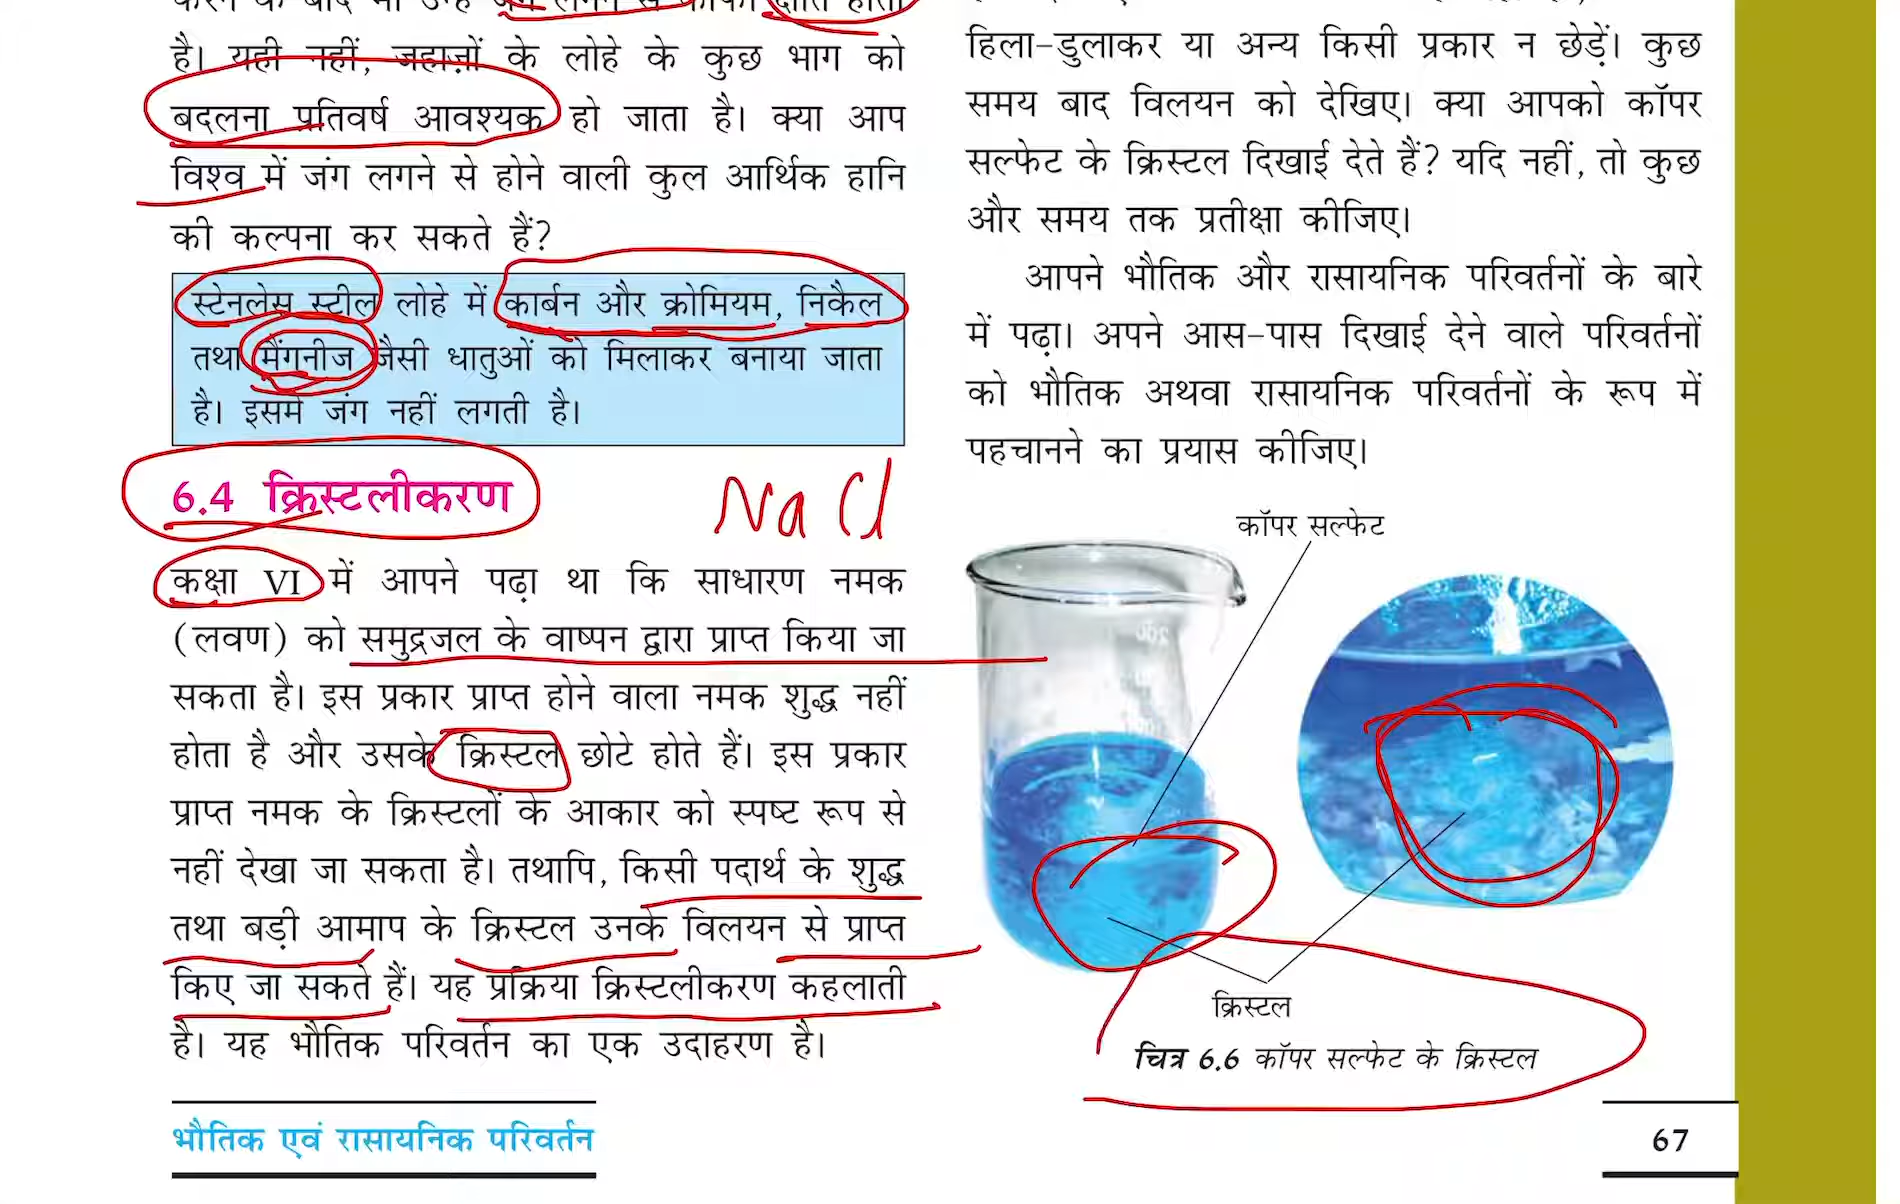 है। यही नहीं, जहाज़ों के लोहे के कुछ भाग को
बदलना प्रतिवर्ष आवश्यक हो जाता है। क्या आप
विश्व में जंग लगने से होने वाली कुल आर्थिक हानि
की कल्पना कर सकते हैं?
स्टेनलेस स्टील लोहे में कार्बन और क्रोमियम, निकैल
तथा मैंगनीज जैसी धातुओं को मिलाकर बनाया जाता
है। इसमें जंग नहीं लगती है।
6.4 क्रिस्टलीकरण
NaCl
कक्षा VI में आपने पढ़ा था कि साधारण नमक
(लवण) को समुद्रजल के वाष्पन द्वारा प्राप्त किया जा
सकता है। इस प्रकार प्राप्त होने वाला नमक शुद्ध नहीं
होता है और उसके क्रिस्टल छोटे होते हैं। इस प्रकार
प्राप्त नमक के क्रिस्टलों के आकार को स्पष्ट रूप से
नहीं देखा जा सकता है। तथापि, किसी पदार्थ के शुद्ध
तथा बड़ी आमाप के क्रिस्टल उनके विलयन से प्राप्त
किए जा सकते हैं। यह प्रक्रिया क्रिस्टलीकरण कहलाती
है। यह भौतिक परिवर्तन का एक उदाहरण है।
हिला-डुलाकर या अन्य किसी प्रकार न छेड़ें। कुछ
समय बाद विलयन को देखिए। क्या आपको कॉपर
सल्फेट के क्रिस्टल दिखाई देते हैं? यदि नहीं, तो कुछ
और समय तक प्रतीक्षा कीजिए।
आपने भौतिक और रासायनिक परिवर्तनों के बारे
में पढ़ा। अपने आस-पास दिखाई देने वाले परिवर्तनों
को भौतिक अथवा रासायनिक परिवर्तनों के रूप में
पहचानने का प्रयास कीजिए।
कॉपर सल्फेट
क्रिस्टल
चित्र 6.6 कॉपर सल्फेट के क्रिस्टल
भौतिक एवं रासायनिक परिवर्तन
67